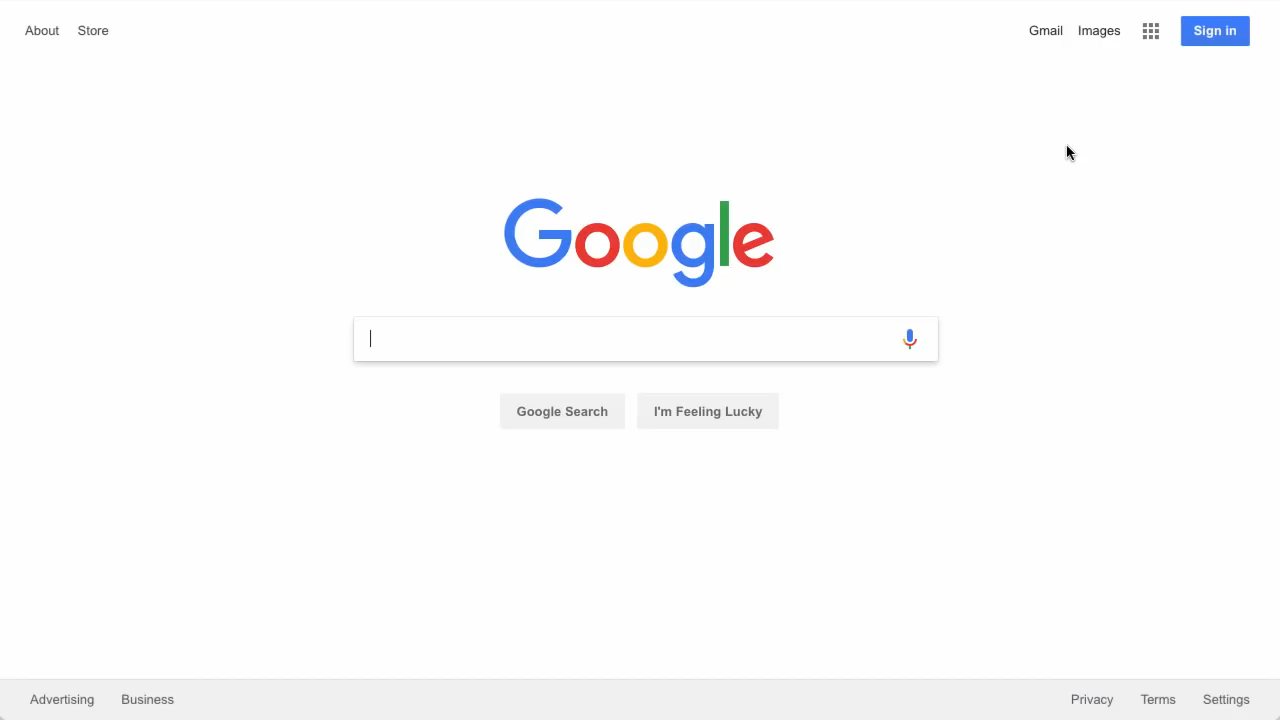 About Store Gmail Images Sign in
Google
Google Search I'm Feeling Lucky
Advertising Business Privacy Terms Settings